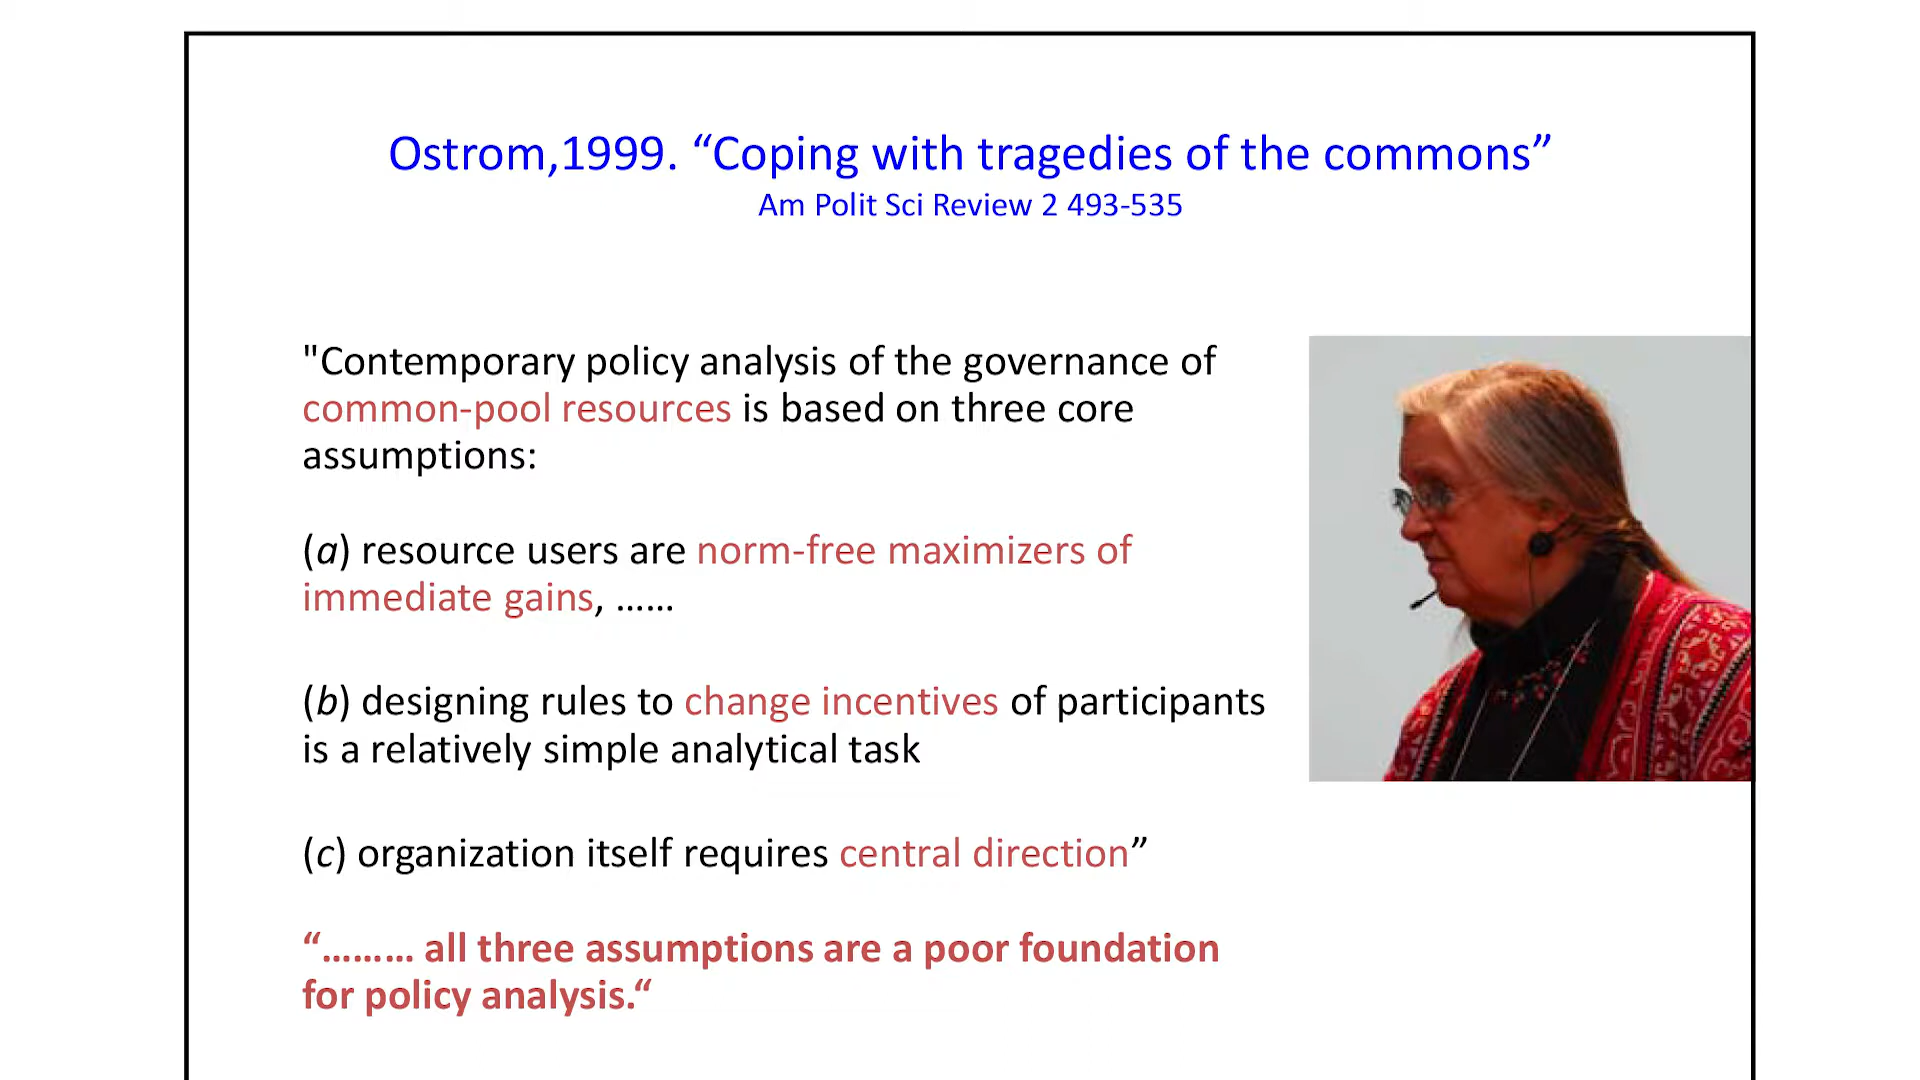 Ostrom,1999. “Coping with tragedies of the commons”
Am Polit Sci Review 2 493-535
"Contemporary policy analysis of the governance of
common-pool resources is based on three core
assumptions:
(a) resource users are norm-free maximizers of
immediate gains, ……
(b) designing rules to change incentives of participants
is a relatively simple analytical task
(c) organization itself requires central direction”
“……… all three assumptions are a poor foundation
for policy analysis.“